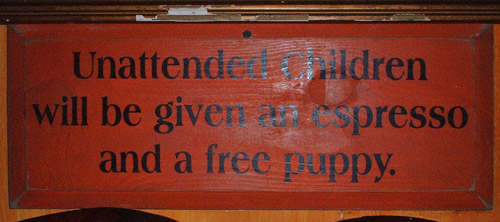 Unattended Children
will be given an espresso
and a free puppy.